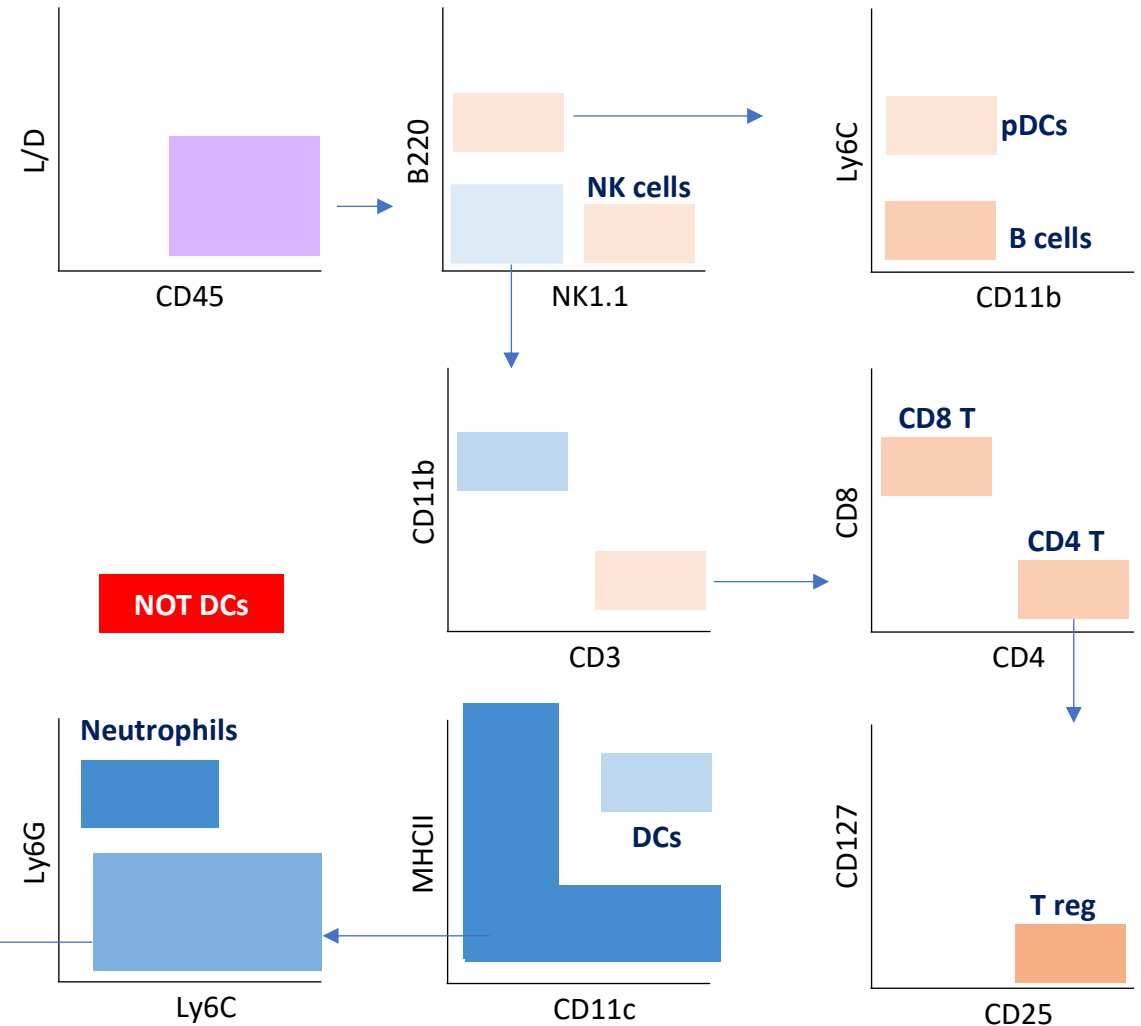 L/D
CD45
B220
NK cells
NK1.1
Ly6C
pDCs
B cells
CD11b
CD11b
CD3
CD8 T
CD8
CD4 T
CD4
NOT DCs
Neutrophils
Ly6G
Ly6C
MHCII
DCs
CD11c
CD127
T reg
CD25